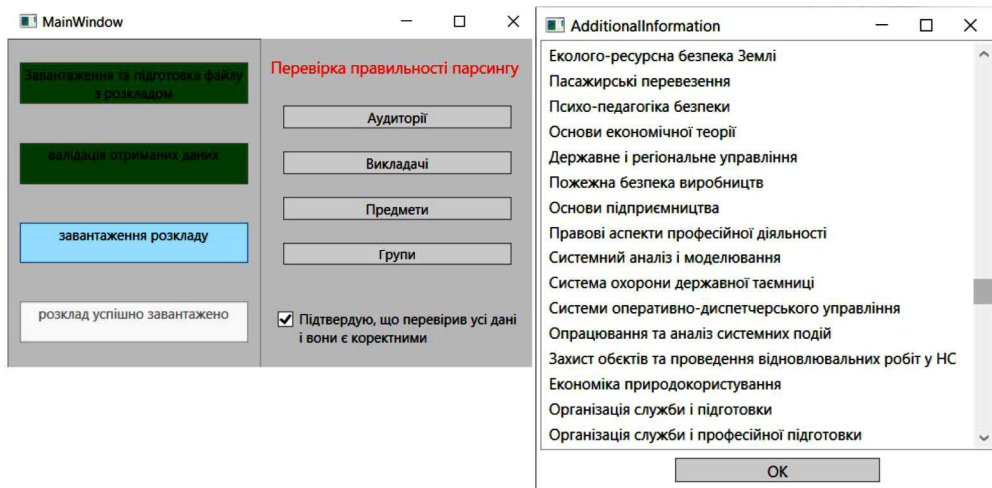 MainWindow
Завантаження та підготовка файлу
з розкладом
валідація отриманих даних
завантаження розкладу
розклад успішно завантажено
Перевірка правильності парсингу
Аудиторії
Викладачі
Предмети
Групи
Підтвердую, що перевірив усі дані
і вони є коректними
AdditionalInformation
Еколого-ресурсна безпека Землі
Пасажирські перевезення
Психо-педагогіка безпеки
Основи економічної теорії
Державне і регіональне управління
Пожежна безпека виробництв
Основи підприємництва
Правові аспекти професійної діяльності
Системний аналіз і моделювання
Система охорони державної таємниці
Системи оперативно-диспетчерського управління
Опрацювання та аналіз системних подій
Захист обєктів та проведення відновлювальних робіт у НС
Економіка природокористування
Організація служби і підготовки
Організація служби і професійної підготовки
ОК